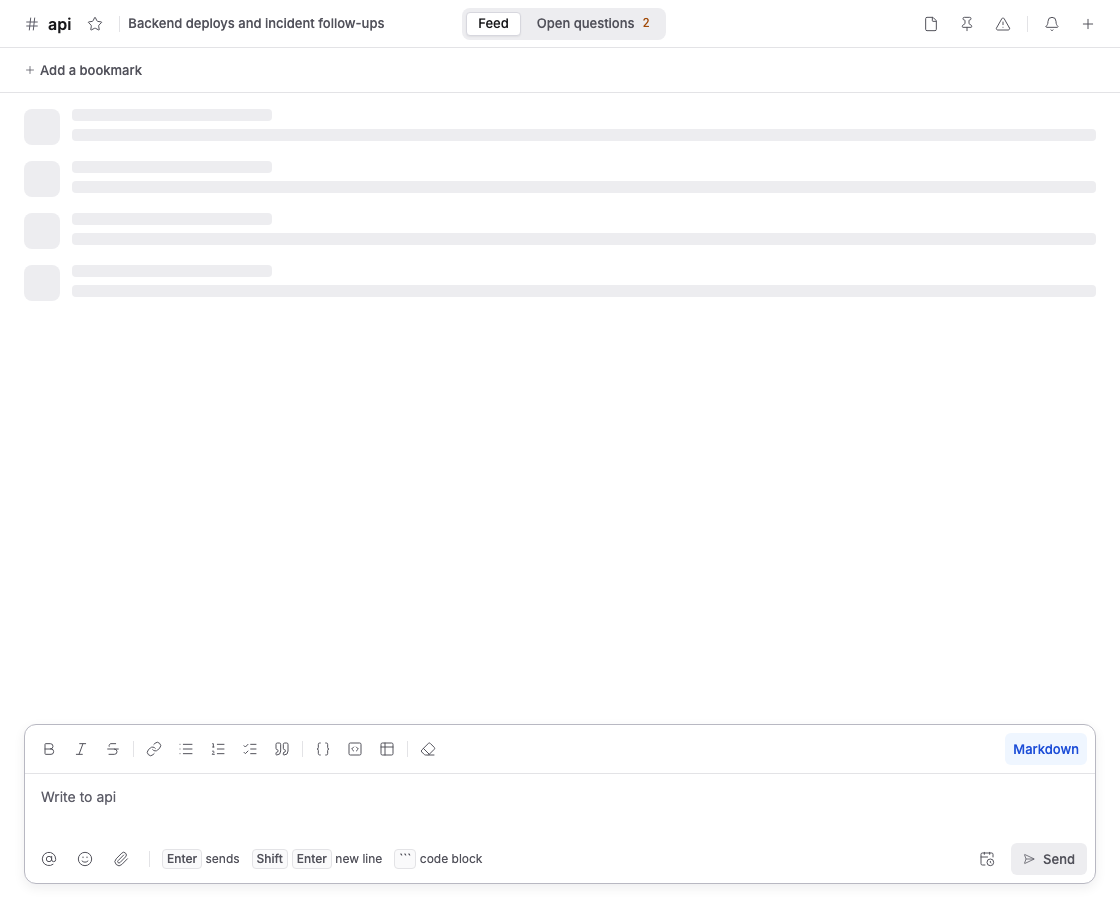 # api
Backend deploys and incident follow-ups
Feed
Open questions 2
+ Add a bookmark
Markdown
Write to api
Enter sends Shift Enter new line ``` code block
Send